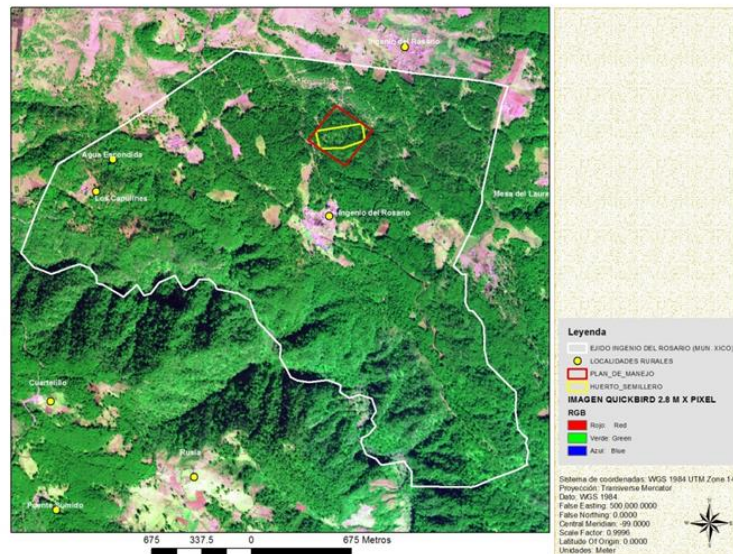 Ingenio del Rosario
Agua Escondida
Los Capulines
Mesa del Laurel
Ingenio del Rosario
Cuartelillo
Rusia
Puente Sumido
675 337.5 0 675 Metros
Leyenda
EJIDO INGENIO DEL ROSARIO (MUN. XICO)
LOCALIDADES RURALES
PLAN_DE_MANEJO
HUERTO_SEMILLERO
IMAGEN QUICKBIRD 2.8 M X PIXEL
RGB
Rojo: Red
Verde: Green
Azul: Blue
Sistema de coordenadas: WGS 1984 UTM Zone 14
Proyección: Transverse Mercator
Dato: WGS 1984
False Easting: 500,000.0000
False Northing: 0.0000
Central Meridian: -99.0000
Scale Factor: 0.9996
Latitude Of Origin: 0.0000
Unidades: Meter